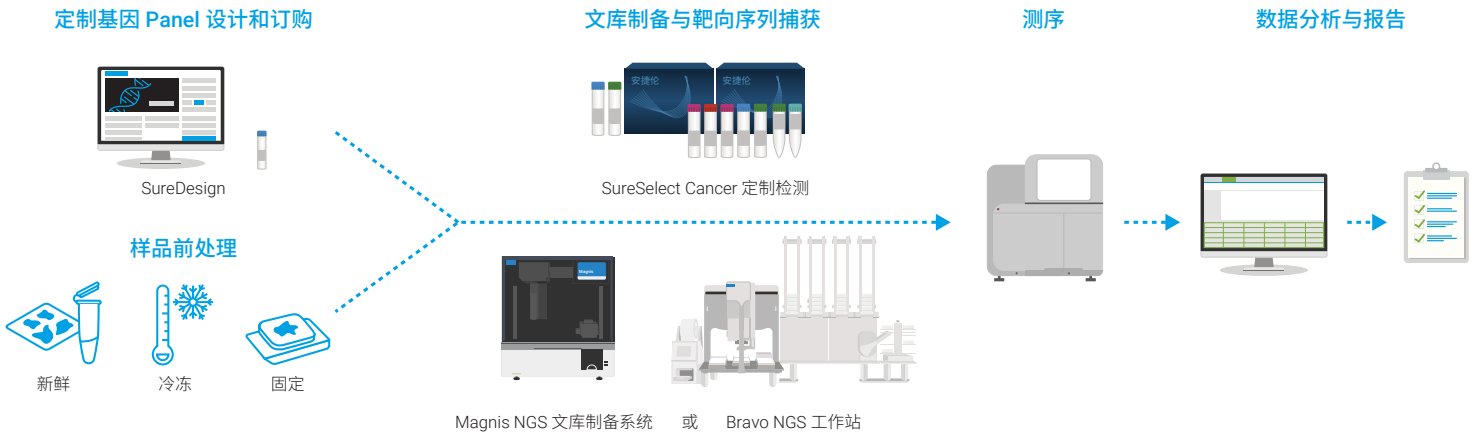 定制基因 Panel 设计和订购
文库制备与靶向序列捕获
测序
数据分析与报告
安捷伦
安捷伦
SureDesign
SureSelect Cancer 定制检测
样品前处理
Magnis
新鲜
冷冻
固定
Magnis NGS 文库制备系统 或 Bravo NGS 工作站